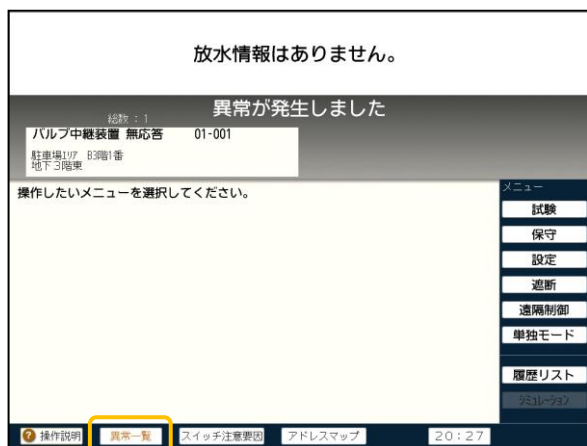 放水情報はありません。
異常が発生しました
総数：1
バルブ中継装置 無応答 01-001
駐車場エリア B3階1番
地下3階東
操作したいメニューを選択してください。
メニュー
試験
保守
設定
遮断
遠隔制御
単独モード
履歴リスト
シミュレーション
? 操作説明 異常一覧 スイッチ注意要因 アドレスマップ 20:27